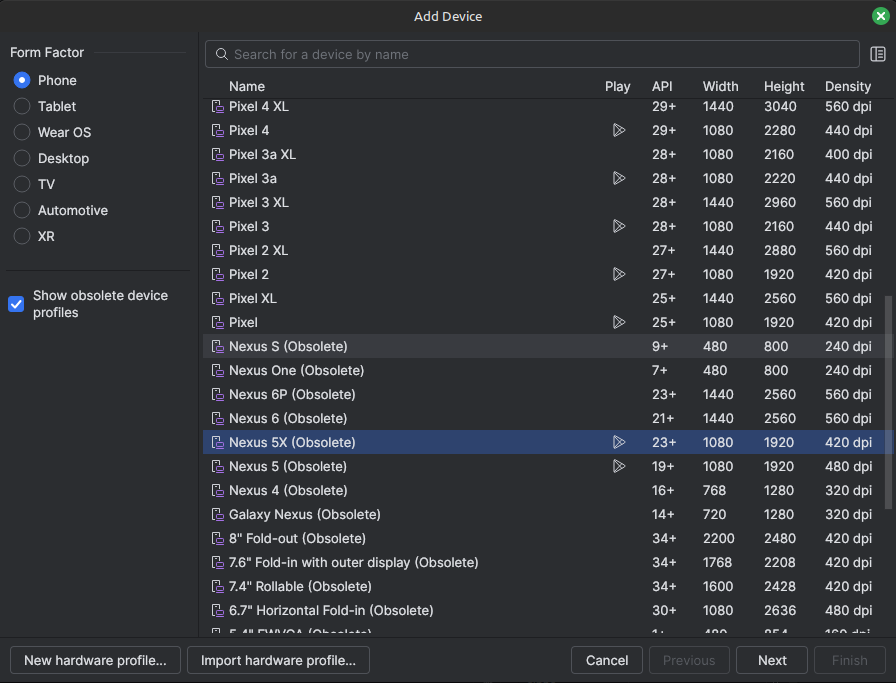 Add Device
Form Factor
Phone
Tablet
Wear OS
Desktop
TV
Automotive
XR
Show obsolete device
profiles
Search for a device by name
Name Play API Width Height Density
Pixel 4 XL 29+ 1440 3040 560 dpi
Pixel 4 29+ 1080 2280 440 dpi
Pixel 3a XL 28+ 1080 2160 400 dpi
Pixel 3a 28+ 1080 2220 440 dpi
Pixel 3 XL 28+ 1440 2960 560 dpi
Pixel 3 28+ 1080 2160 440 dpi
Pixel 2 XL 27+ 1440 2880 560 dpi
Pixel 2 27+ 1080 1920 420 dpi
Pixel XL 25+ 1440 2560 560 dpi
Pixel 25+ 1080 1920 420 dpi
Nexus S (Obsolete) 9+ 480 800 240 dpi
Nexus One (Obsolete) 7+ 480 800 240 dpi
Nexus 6P (Obsolete) 23+ 1440 2560 560 dpi
Nexus 6 (Obsolete) 21+ 1440 2560 560 dpi
Nexus 5X (Obsolete) 23+ 1080 1920 420 dpi
Nexus 5 (Obsolete) 19+ 1080 1920 480 dpi
Nexus 4 (Obsolete) 16+ 768 1280 320 dpi
Galaxy Nexus (Obsolete) 14+ 720 1280 320 dpi
8" Fold-out (Obsolete) 34+ 2200 2480 420 dpi
7.6" Fold-in with outer display (Obsolete) 34+ 1768 2208 420 dpi
7.4" Rollable (Obsolete) 34+ 1600 2428 420 dpi
6.7" Horizontal Fold-in (Obsolete) 30+ 1080 2636 480 dpi
5.4" FWVGA (Obsolete) 1+ 480 854 160 dpi
New hardware profile... Import hardware profile... Cancel Previous Next Finish